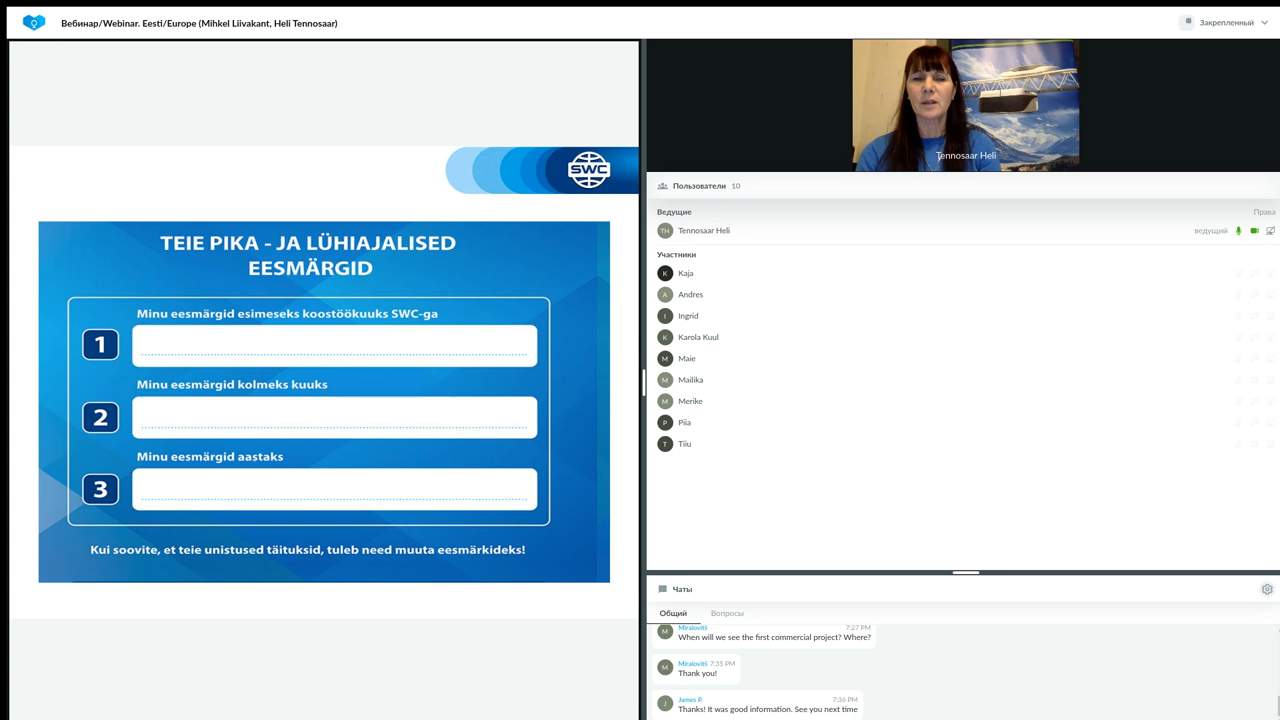 Вебинар/Webinar. Eesti/Europe (Mihkel Liivakant, Heli Tennosaar)
Закрепленный
SWC
TEIE PIKA - JA LÜHIAJALISED
EESMÄRGID
Minu eesmärgid esimeseks koostöökuuks SWC-ga
1
Minu eesmärgid kolmeks kuuks
2
Minu eesmärgid aastaks
3
Kui soovite, et teie unistused täituksid, tuleb need muuta eesmärkideks!
Tennosaar Heli
Пользователи 10
Ведущие Права
TH Tennosaar Heli ведущий
Участники
K Kaja
A Andres
I Ingrid
K Karola Kuul
M Maie
M Mailika
M Merike
P Piia
T Tiiu
Чаты
Общий Вопросы
M Miralovitš 7:27 PM
When will we see the first commercial project? Where?
M Miralovitš 7:35 PM
Thank you!
J James P. 7:36 PM
Thanks! It was good information. See you next time